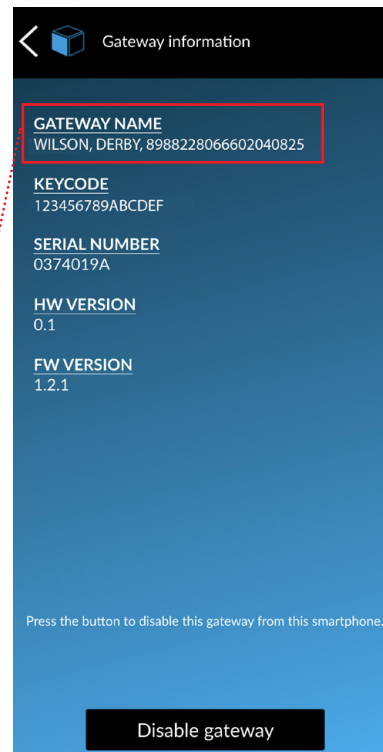 Gateway information
GATEWAY NAME
WILSON, DERBY, 8988228066602040825
KEYCODE
123456789ABCDEF
SERIAL NUMBER
0374019A
HW VERSION
0.1
FW VERSION
1.2.1
Press the button to disable this gateway from this smartphone.
Disable gateway